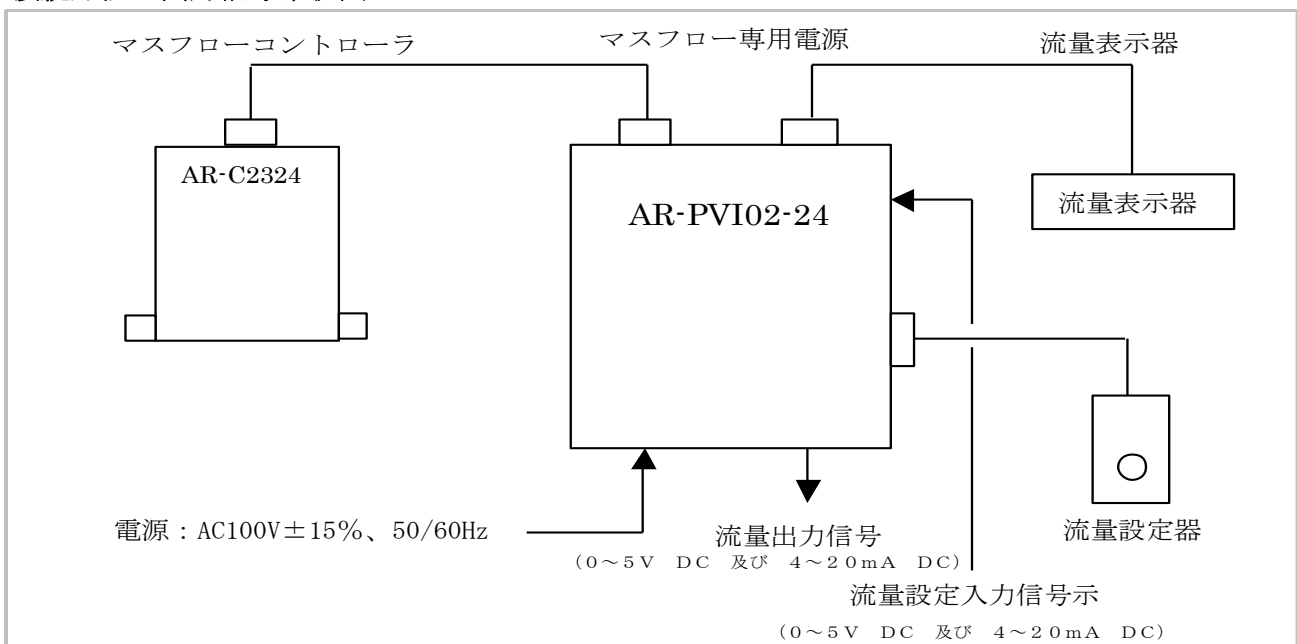 マスフローコントローラ
マスフロー専用電源
流量表示器
AR-C2324
AR-PVI02-24
流量表示器
電源：AC100V±15%、50/60Hz
流量出力信号
（0～5V　DC　及び　4～20mA　DC）
流量設定器
流量設定入力信号示
（0～5V　DC　及び　4～20mA　DC）